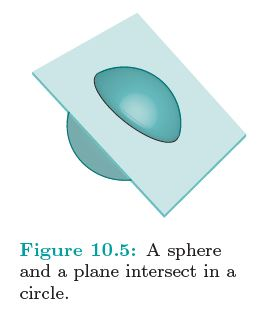 Figure 10.5: A sphere
and a plane intersect in a
circle.